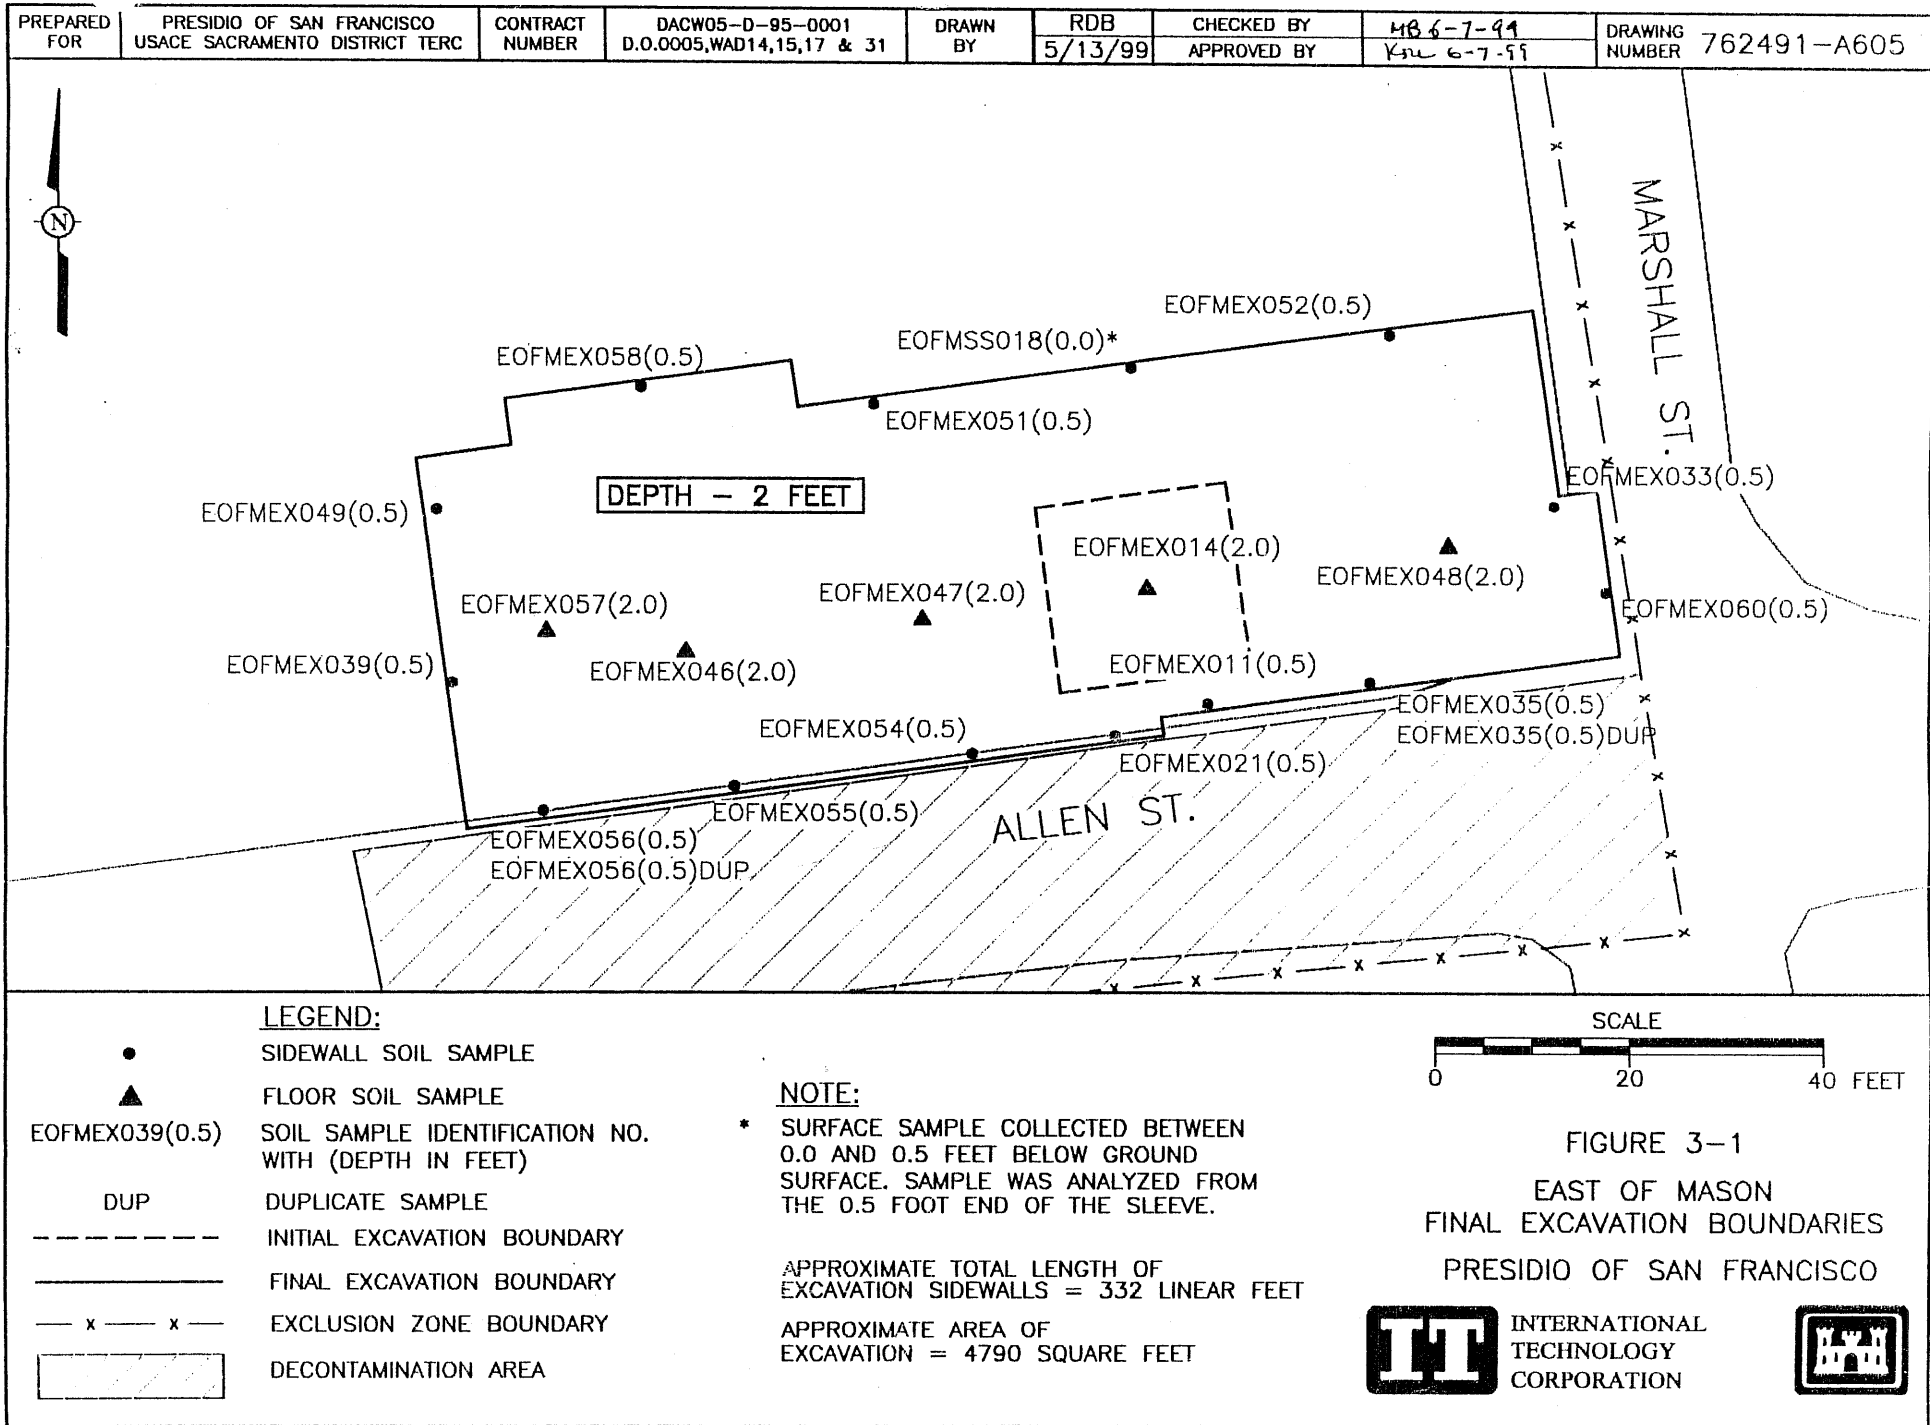 PREPARED FOR
PRESIDIO OF SAN FRANCISCO
USACE SACRAMENTO DISTRICT TERC
CONTRACT NUMBER
DACW05-D-95-0001
D.O.0005,WAD14,15,17 & 31
DRAWN BY
RDB
5/13/99
CHECKED BY
MB 6-7-99
APPROVED BY
6-7-99
DRAWING NUMBER
762491-A605
N
MARSHALL ST.
EOFMEX052(0.5)
EOFMSS018(0.0)*
EOFMEX058(0.5)
EOFMEX051(0.5)
EOFMEX033(0.5)
DEPTH - 2 FEET
EOFMEX049(0.5)
EOFMEX014(2.0)
EOFMEX048(2.0)
EOFMEX047(2.0)
EOFMEX057(2.0)
EOFMEX060(0.5)
EOFMEX039(0.5)
EOFMEX046(2.0)
EOFMEX011(0.5)
EOFMEX035(0.5)
EOFMEX035(0.5)DUP
EOFMEX054(0.5)
EOFMEX021(0.5)
EOFMEX055(0.5)
ALLEN ST.
EOFMEX056(0.5)
EOFMEX056(0.5)DUP
LEGEND:
SIDEWALL SOIL SAMPLE
FLOOR SOIL SAMPLE
EOFMEX039(0.5) SOIL SAMPLE IDENTIFICATION NO.
WITH (DEPTH IN FEET)
DUP DUPLICATE SAMPLE
INITIAL EXCAVATION BOUNDARY
FINAL EXCAVATION BOUNDARY
x x EXCLUSION ZONE BOUNDARY
DECONTAMINATION AREA
NOTE:
* SURFACE SAMPLE COLLECTED BETWEEN
0.0 AND 0.5 FEET BELOW GROUND
SURFACE. SAMPLE WAS ANALYZED FROM
THE 0.5 FOOT END OF THE SLEEVE.
APPROXIMATE TOTAL LENGTH OF
EXCAVATION SIDEWALLS = 332 LINEAR FEET
APPROXIMATE AREA OF
EXCAVATION = 4790 SQUARE FEET
SCALE
0 20 40 FEET
FIGURE 3-1
EAST OF MASON
FINAL EXCAVATION BOUNDARIES
PRESIDIO OF SAN FRANCISCO
IT
INTERNATIONAL
TECHNOLOGY
CORPORATION